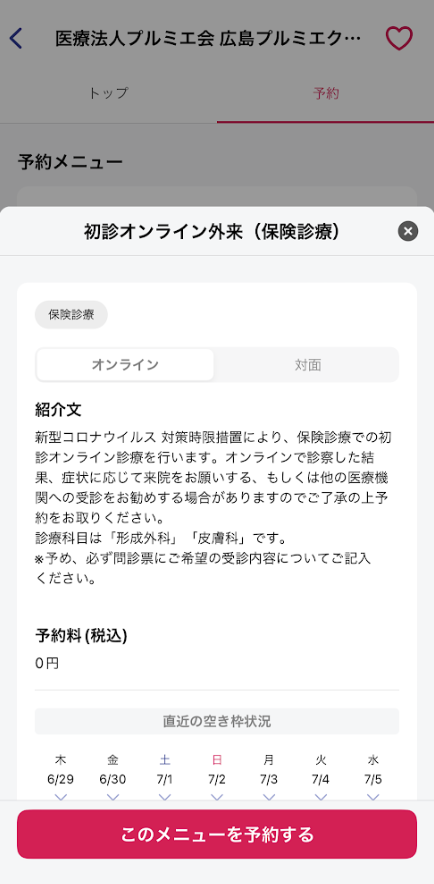 医療法人プルミエ会 広島プルミエク…
トップ
予約
予約メニュー
初診オンライン外来（保険診療）
保険診療
オンライン
対面
紹介文
新型コロナウイルス 対策時限措置により、保険診療での初
診オンライン診療を行います。オンラインで診察した結
果、症状に応じて来院をお願いする、もしくは他の医療機
関への受診をお勧めする場合がありますのでご了承の上予
約をお取りください。
診療科目は「形成外科」「皮膚科」です。
※予め、必ず問診票にご希望の受診内容についてご記入
ください。
予約料(税込)
0円
直近の空き枠状況
木 金 土 日 月 火 水
6/29 6/30 7/1 7/2 7/3 7/4 7/5
このメニューを予約する